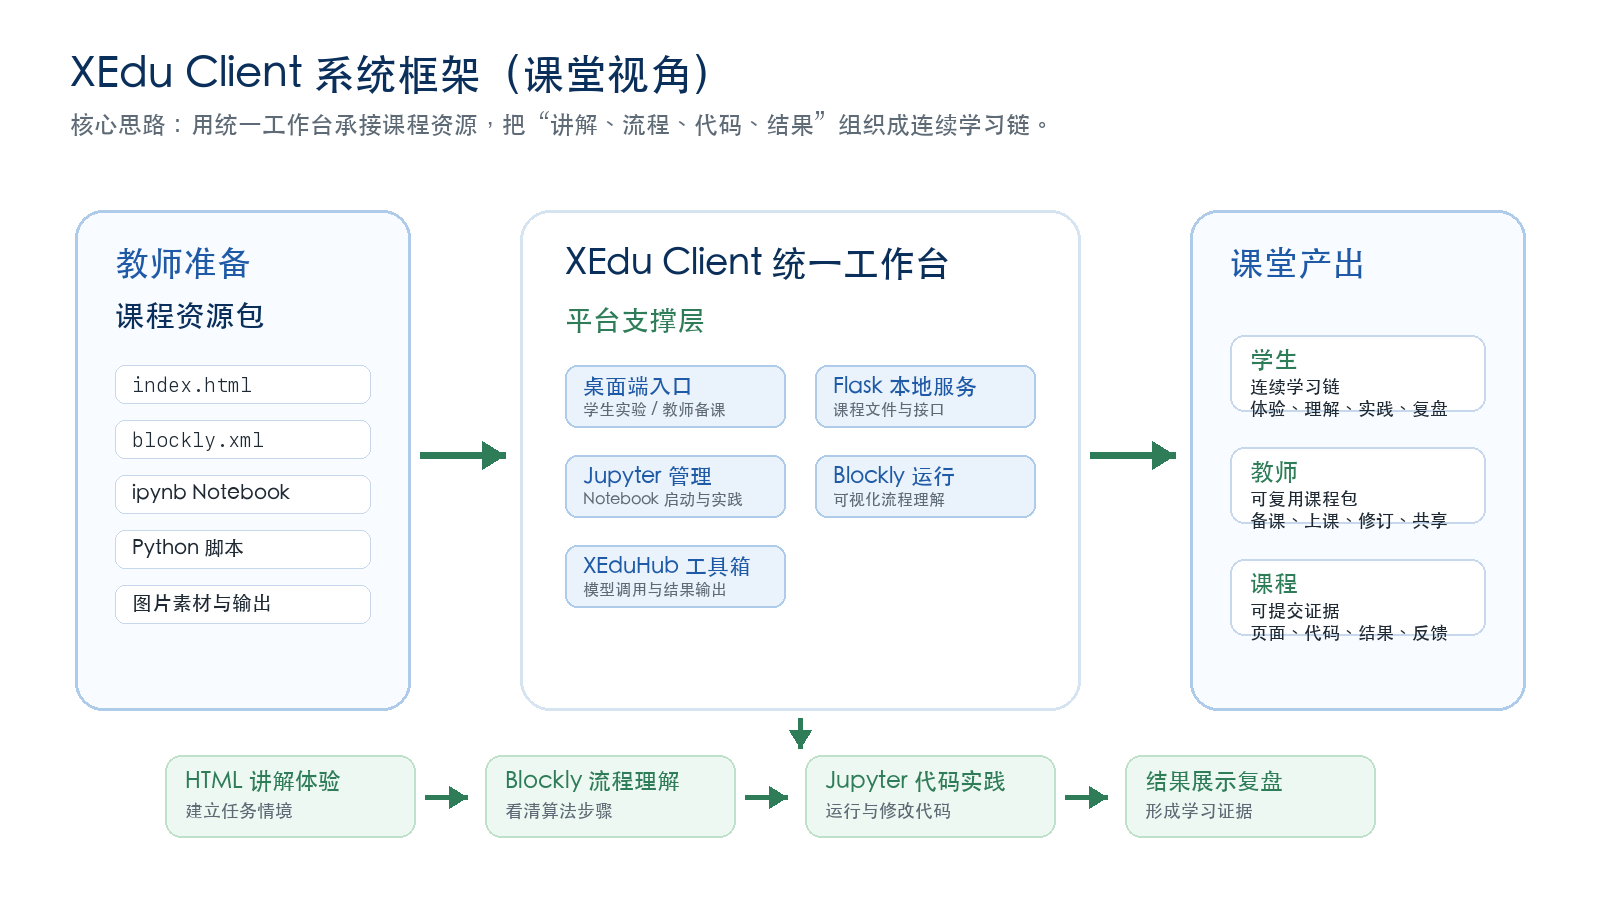 XEdu Client 系统框架（课堂视角）
核心思路：用统一工作台承接课程资源，把“讲解、流程、代码、结果”组织成连续学习链。
教师准备
课程资源包
index.html
blockly.xml
ipynb Notebook
Python 脚本
图片素材与输出
XEdu Client 统一工作台
平台支撑层
桌面端入口
学生实验 / 教师备课
Flask 本地服务
课程文件与接口
Jupyter 管理
Notebook 启动与实践
Blockly 运行
可视化流程理解
XEduHub 工具箱
模型调用与结果输出
课堂产出
学生
连续学习链
体验、理解、实践、复盘
教师
可复用课程包
备课、上课、修订、共享
课程
可提交证据
页面、代码、结果、反馈
HTML 讲解体验
建立任务情境
Blockly 流程理解
看清算法步骤
Jupyter 代码实践
运行与修改代码
结果展示复盘
形成学习证据